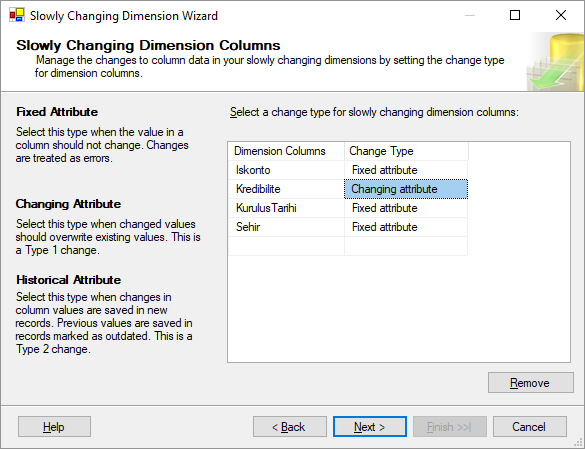 Slowly Changing Dimension Wizard
Slowly Changing Dimension Columns
Manage the changes to column data in your slowly changing dimensions by setting the change type
for dimension columns.
Fixed Attribute
Select this type when the value in a
column should not change. Changes
are treated as errors.
Changing Attribute
Select this type when changed values
should overwrite existing values. This is
a Type 1 change.
Historical Attribute
Select this type when changes in
column values are saved in new
records. Previous values are saved in
records marked as outdated. This is a
Type 2 change.
Select a change type for slowly changing dimension columns:
Dimension Columns Change Type
Iskonto Fixed attribute
Kredibilite Changing attribute
KurulusTarihi Fixed attribute
Sehir Fixed attribute
Remove
Help
< Back
Next >
Finish >>|
Cancel